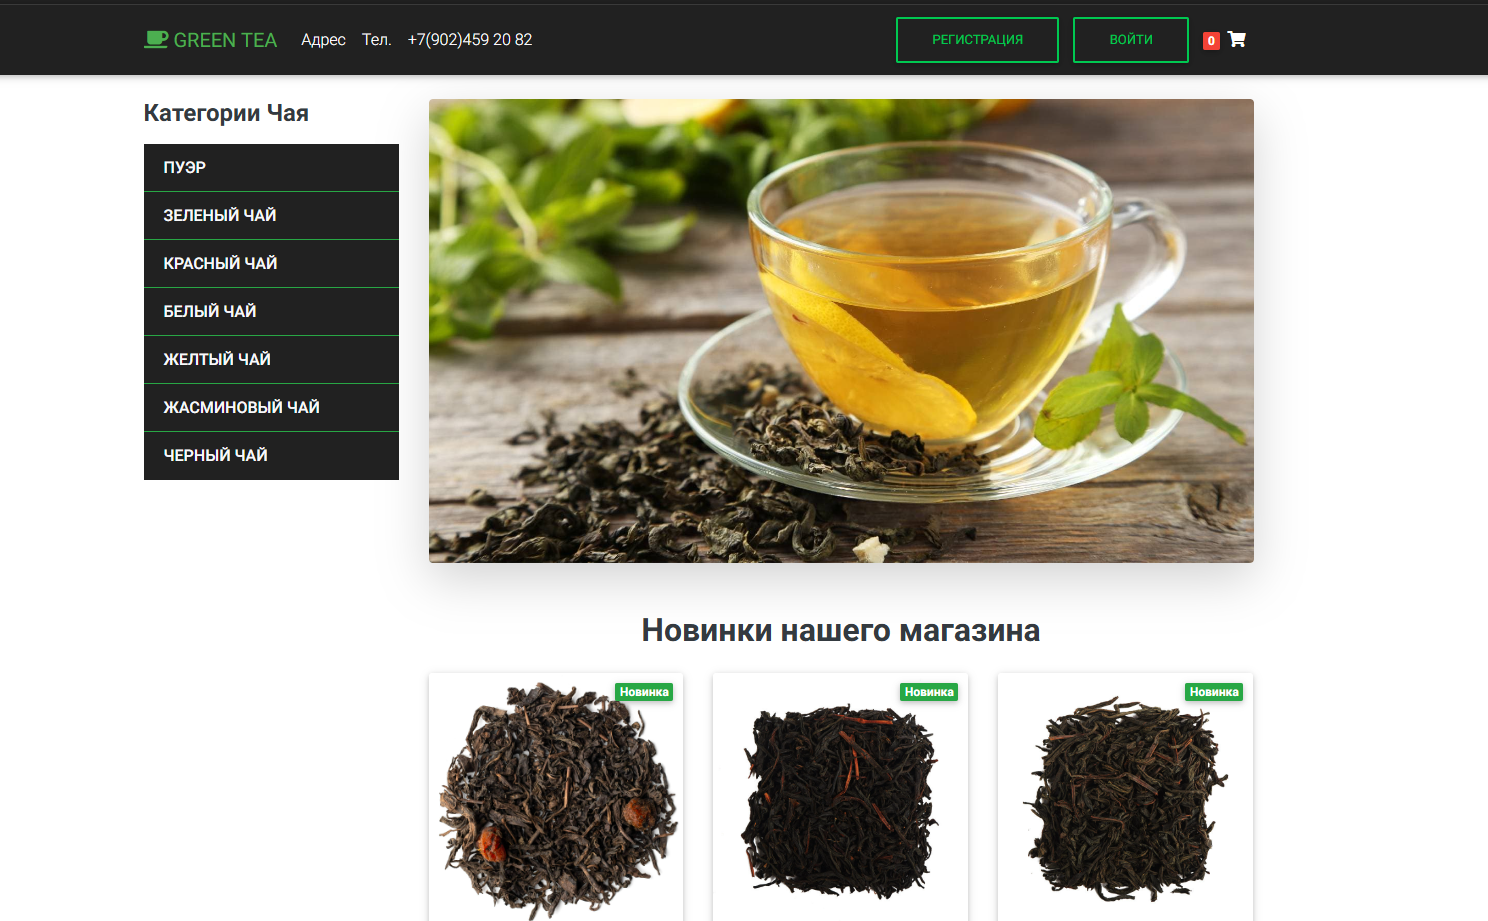 GREEN TEA Адрес Тел. +7(902)459 20 82 РЕГИСТРАЦИЯ ВОЙТИ 0
Категории Чая
ПУЭР
ЗЕЛЕНЫЙ ЧАЙ
КРАСНЫЙ ЧАЙ
БЕЛЫЙ ЧАЙ
ЖЕЛТЫЙ ЧАЙ
ЖАСМИНОВЫЙ ЧАЙ
ЧЕРНЫЙ ЧАЙ
Новинки нашего магазина
Новинка
Новинка
Новинка